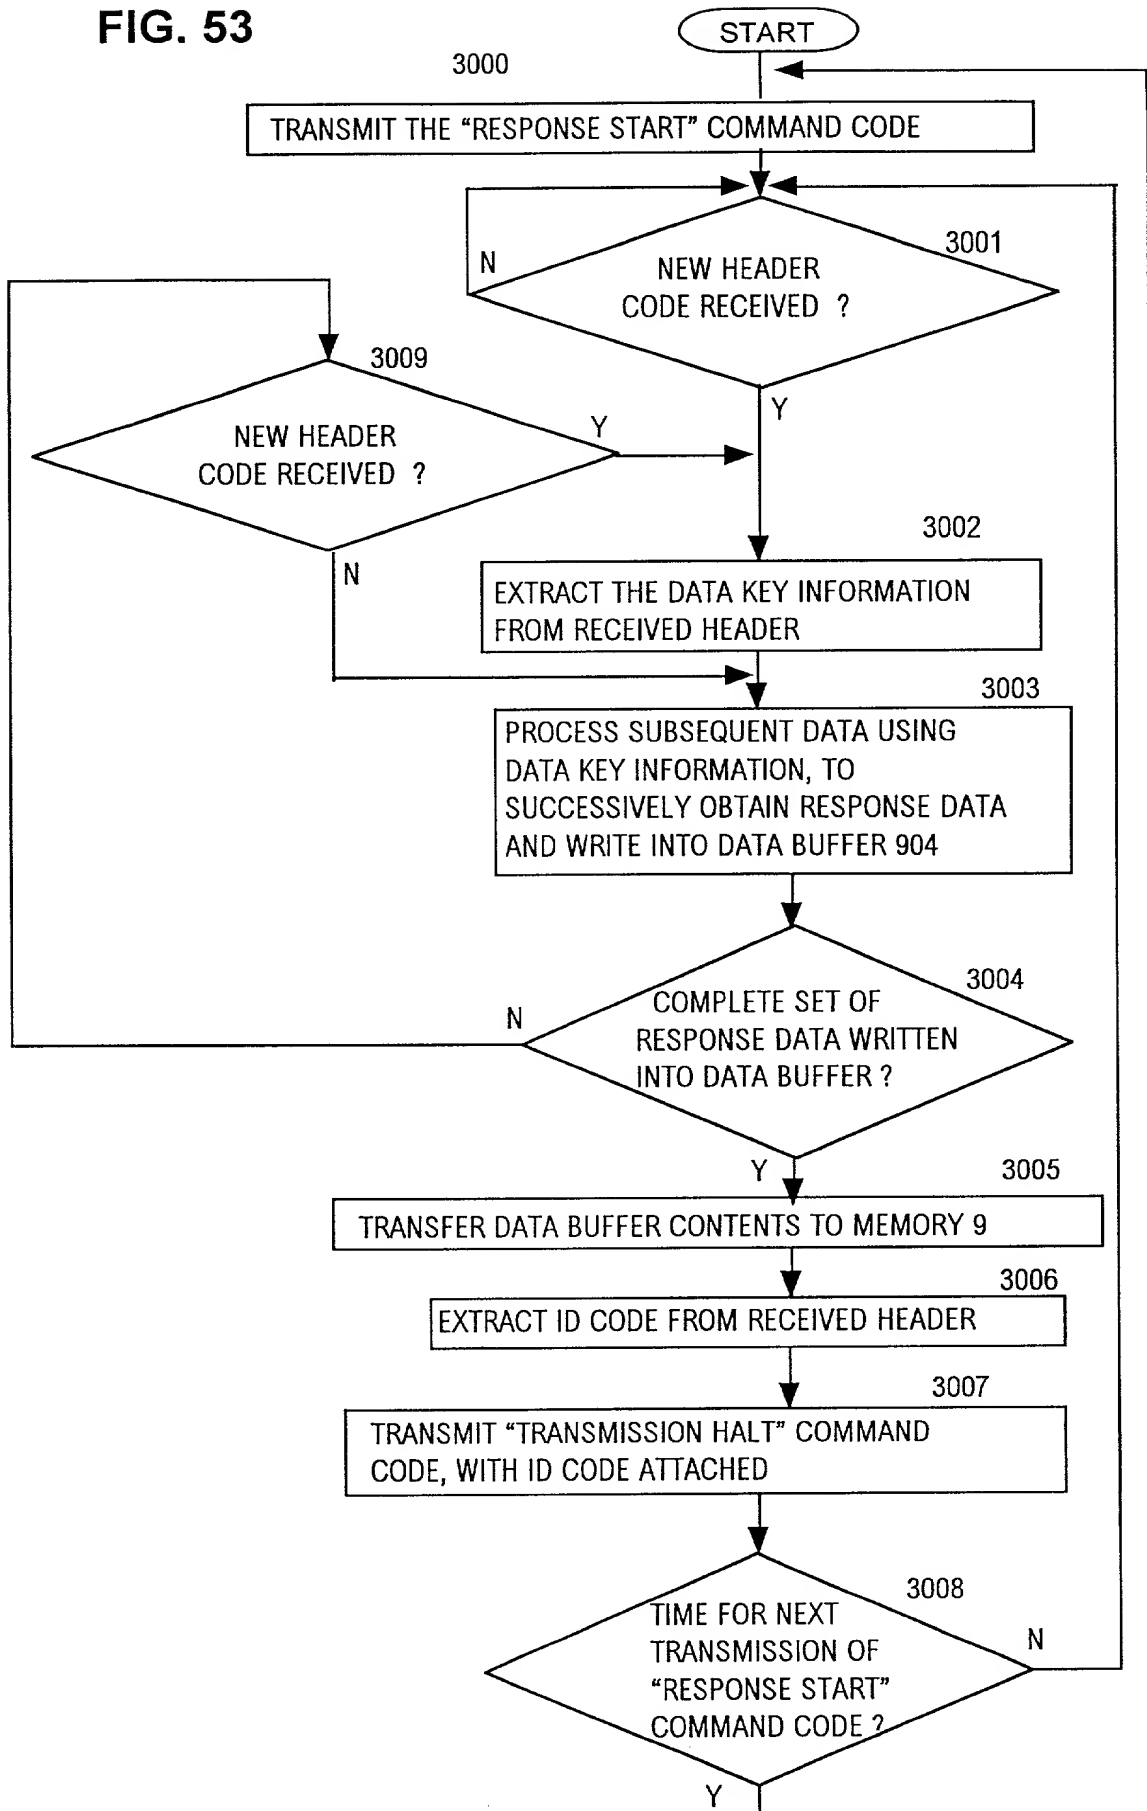 FIG. 53
START
3000
TRANSMIT THE “RESPONSE START” COMMAND CODE
3001
N
NEW HEADER
CODE RECEIVED ?
Y
3009
NEW HEADER
CODE RECEIVED ?
Y
N
3002
EXTRACT THE DATA KEY INFORMATION
FROM RECEIVED HEADER
3003
PROCESS SUBSEQUENT DATA USING
DATA KEY INFORMATION, TO
SUCCESSIVELY OBTAIN RESPONSE DATA
AND WRITE INTO DATA BUFFER 904
3004
N
COMPLETE SET OF
RESPONSE DATA WRITTEN
INTO DATA BUFFER ?
Y
3005
TRANSFER DATA BUFFER CONTENTS TO MEMORY 9
3006
EXTRACT ID CODE FROM RECEIVED HEADER
3007
TRANSMIT “TRANSMISSION HALT” COMMAND
CODE, WITH ID CODE ATTACHED
3008
TIME FOR NEXT
TRANSMISSION OF
“RESPONSE START”
COMMAND CODE ?
N
Y